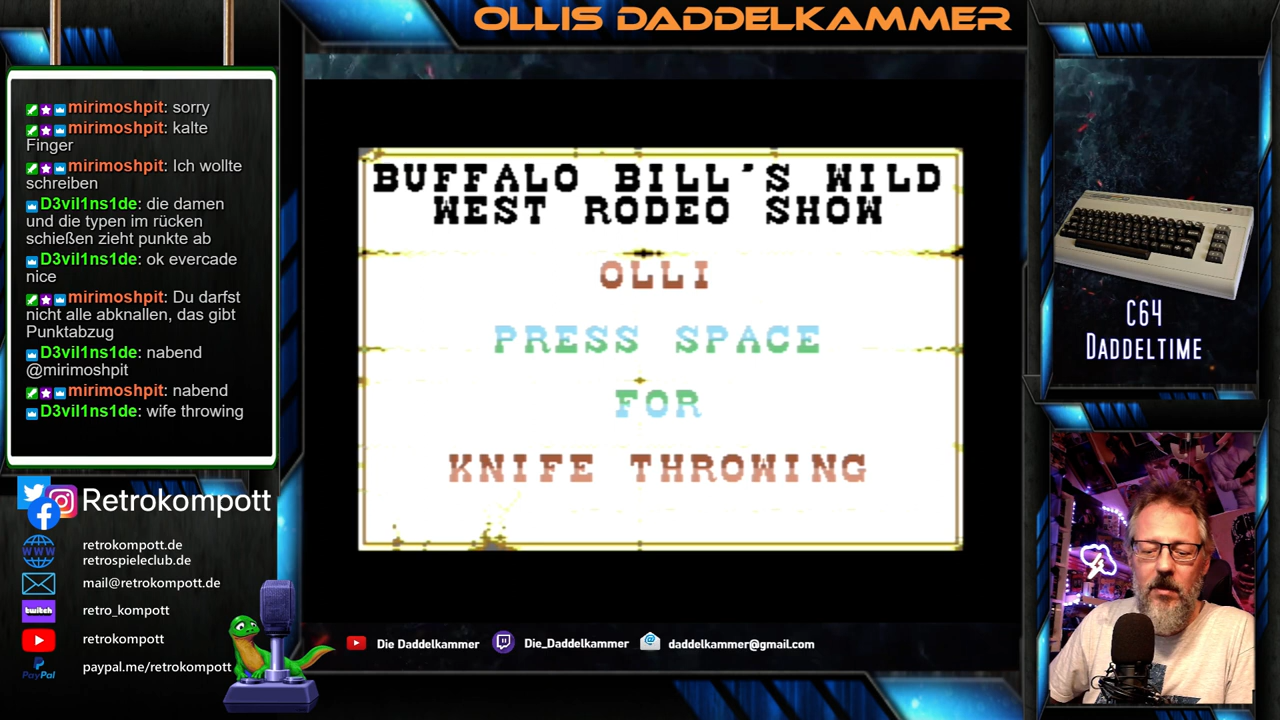 OLLIS DADDELKAMMER
mirimoshpit: sorry
mirimoshpit: kalte
Finger
mirimoshpit: Ich wollte
schreiben
D3vil1ns1de: die damen
und die typen im rücken
schießen zieht punkte ab
D3vil1ns1de: ok evercade
nice
mirimoshpit: Du darfst
nicht alle abknallen, das gibt
Punktabzug
D3vil1ns1de: nabend
@mirimoshpit
mirimoshpit: nabend
D3vil1ns1de: wife throwing
BUFFALO BILL'S WILD
WEST RODEO SHOW
OLLI
PRESS SPACE
FOR
KNIFE THROWING
C64
DADDELTIME
Retrokompott
WWW
retrokompott.de
retrospieleclub.de
mail@retrokompott.de
twitch
retro_kompott
retrokompott
PayPal
paypal.me/retrokompott
Die Daddelkammer
Die_Daddelkammer
daddelkammer@gmail.com